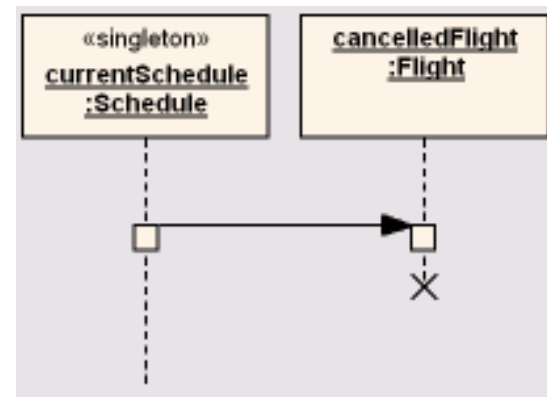 «singleton»
currentSchedule
:Schedule
cancelledFlight
:Flight